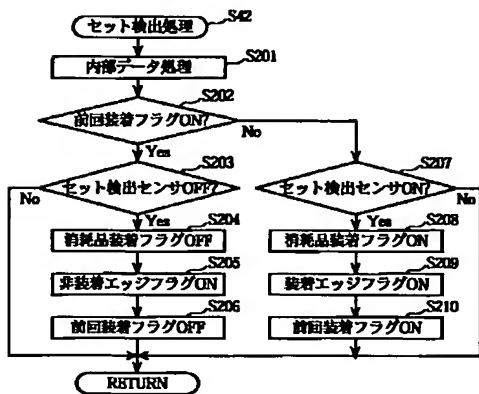 セット検出処理
S42
内部データ処理
S201
前回装着フラグON?
S202
No
Yes
セット検出センサOFF?
S203
No
Yes
セット検出センサON?
S207
No
Yes
消耗品装着フラグOFF
S204
消耗品装着フラグON
S208
非装着エッジフラグON
S205
装着エッジフラグON
S209
前回装着フラグOFF
S206
前回装着フラグON
S210
RETURN